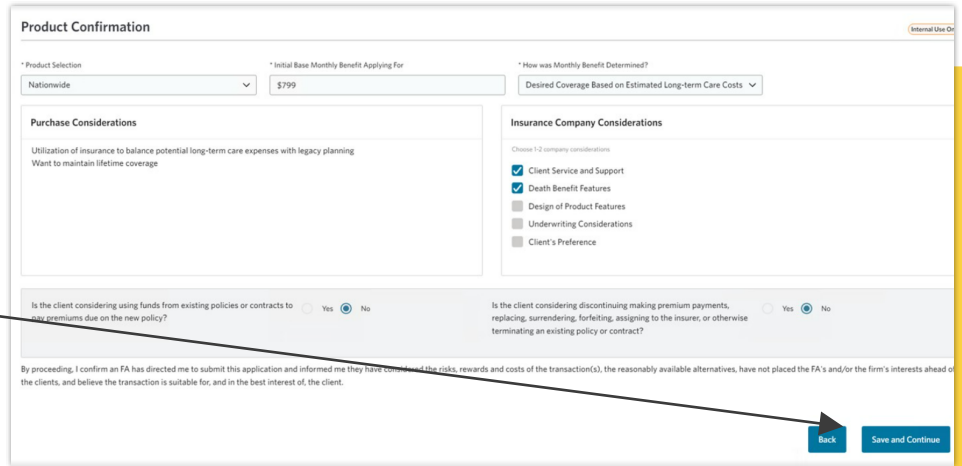 Product Confirmation
Internal Use On
* Product Selection
* Initial Base Monthly Benefit Applying For
* How was Monthly Benefit Determined?
Nationwide
$799
Desired Coverage Based on Estimated Long-term Care Costs
Purchase Considerations
Utilization of insurance to balance potential long-term care expenses with legacy planning
Want to maintain lifetime coverage
Insurance Company Considerations
Choose 1-2 company considerations
Client Service and Support
Death Benefit Features
Design of Product Features
Underwriting Considerations
Client's Preference
Is the client considering using funds from existing policies or contracts to
pay premiums due on the new policy?
Yes
No
Is the client considering discontinuing making premium payments,
replacing, surrendering, forfeiting, assigning to the insurer, or otherwise
terminating an existing policy or contract?
Yes
No
By proceeding, I confirm an FA has directed me to submit this application and informed me they have considered the risks, rewards and costs of the transaction(s), the reasonably available alternatives, have not placed the FA's and/or the firm's interests ahead of
the clients, and believe the transaction is suitable for, and in the best interest of, the client.
Back
Save and Continue